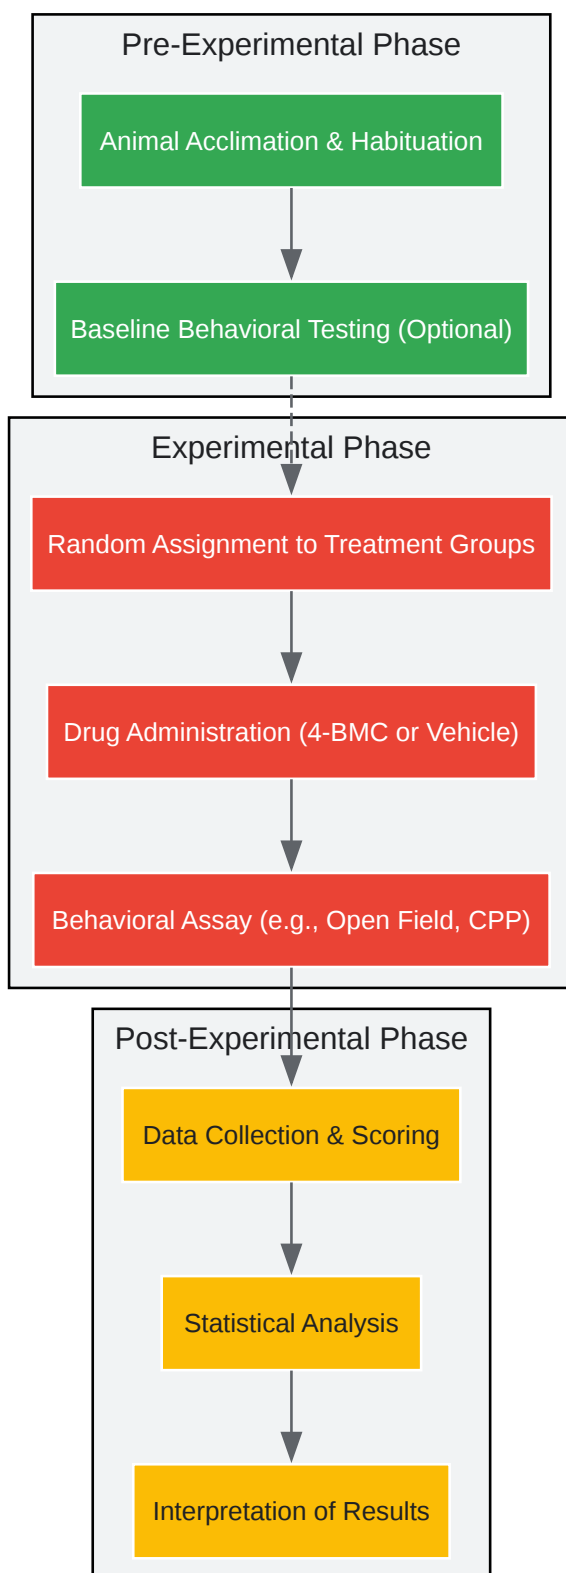 Pre-Experimental Phase
Animal Acclimation & Habituation
Baseline Behavioral Testing (Optional)
Experimental Phase
Random Assignment to Treatment Groups
Drug Administration (4-BMC or Vehicle)
Behavioral Assay (e.g., Open Field, CPP)
Post-Experimental Phase
Data Collection & Scoring
Statistical Analysis
Interpretation of Results